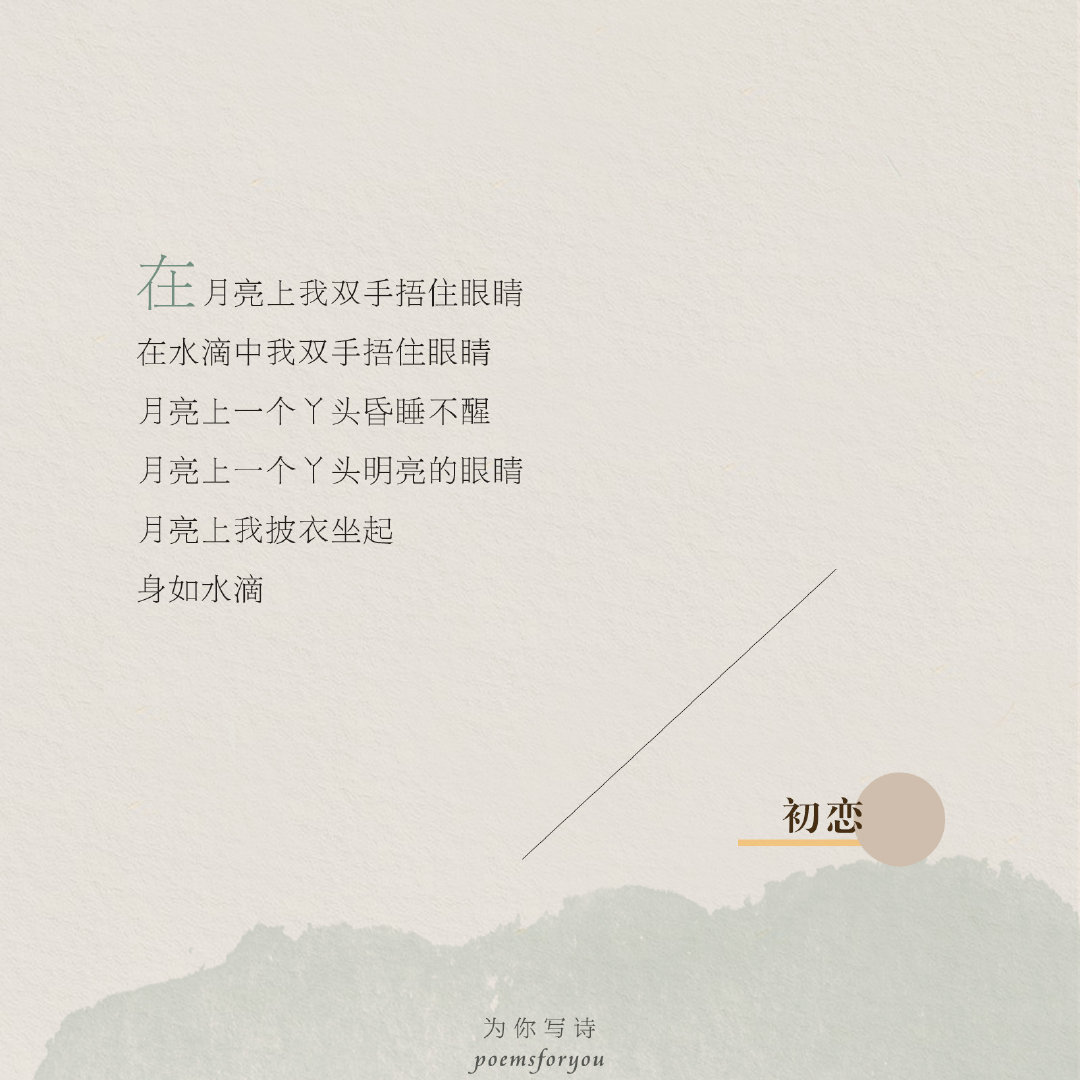 在月亮上我双手捂住眼睛
在水滴中我双手捂住眼睛
月亮上一个丫头昏睡不醒
月亮上一个丫头明亮的眼睛
月亮上我披衣坐起
身如水滴
初恋
为你写诗
poemsforyou